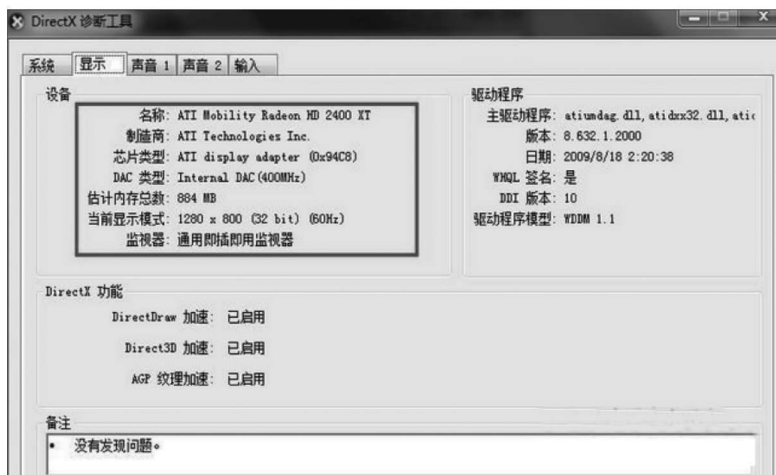 DirectX 诊断工具
系统 显示 声音 1 声音 2 输入
设备
名称: ATI Mobility Radeon HD 2400 XT
制造商: ATI Technologies Inc.
芯片类型: ATI display adapter (0x94C8)
DAC 类型: Internal DAC(400MHz)
估计内存总数: 884 MB
当前显示模式: 1280 x 800 (32 bit) (60Hz)
监视器: 通用即插即用监视器
驱动程序
主驱动程序: atiumdag.dll,atidxx32.dll,atic
版本: 8.632.1.2000
日期: 2009/8/18 2:20:38
WHQL 签名: 是
DDI 版本: 10
驱动程序模型: WDDM 1.1
DirectX 功能
DirectDraw 加速: 已启用
Direct3D 加速: 已启用
AGP 纹理加速: 已启用
备注
• 没有发现问题。